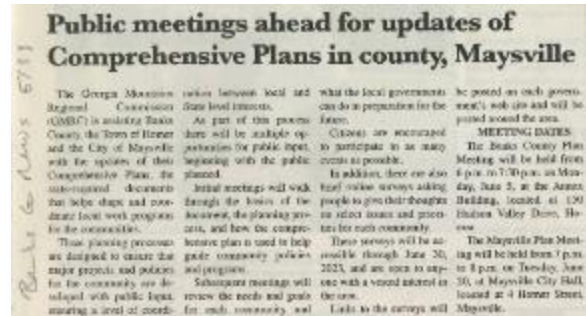 Public meetings ahead for updates of
Comprehensive Plans in county, Maysville
The Georgia Mountains
Regional Commission
(GMRC) is assisting Banks
County, the Town of Homer
and the City of Maysville
with the updates of their
Comprehensive Plans, the
state-required documents
that helps shape and coor-
dinate local work programs
for the communities.
These planning processes
are designed to ensure that
major projects and policies
for the community are de-
veloped with public input,
ensuring a level of coordi-
nation between local and
State level interests.
As part of this process
there will be multiple op-
portunities for public input,
beginning with the public
planned.
Initial meetings will walk
through the basics of the
document, the planning pro-
cess, and how the compre-
hensive plan is used to help
guide community policies
and programs.
Subsequent meetings will
review the needs and goals
for each community and
what the local governments
can do in preparation for the
future.
Citizens are encouraged
to participate in as many
events as possible.
In addition, there are also
brief online surveys asking
people to give their thoughts
on select issues and priori-
ties for each community.
These surveys will be ac-
cessible through June 30,
2023, and are open to any-
one with a vested interest in
the area.
Links to the surveys will
be posted on each govern-
ment's web site and will be
posted around the area.
MEETING DATES
The Banks County Plan
Meeting will be held from
6 p.m. to 7:30 p.m. on Mon-
day, June 5, at the Annex
Building, located at 150
Hudson Valley Drive, Ho-
mer.
The Maysville Plan Meet-
ing will be held from 7 p.m.
to 8 p.m. on Tuesday, June
at Maysville City Hall,
located at 4 Homer Street,
Maysville.
Banks Co News